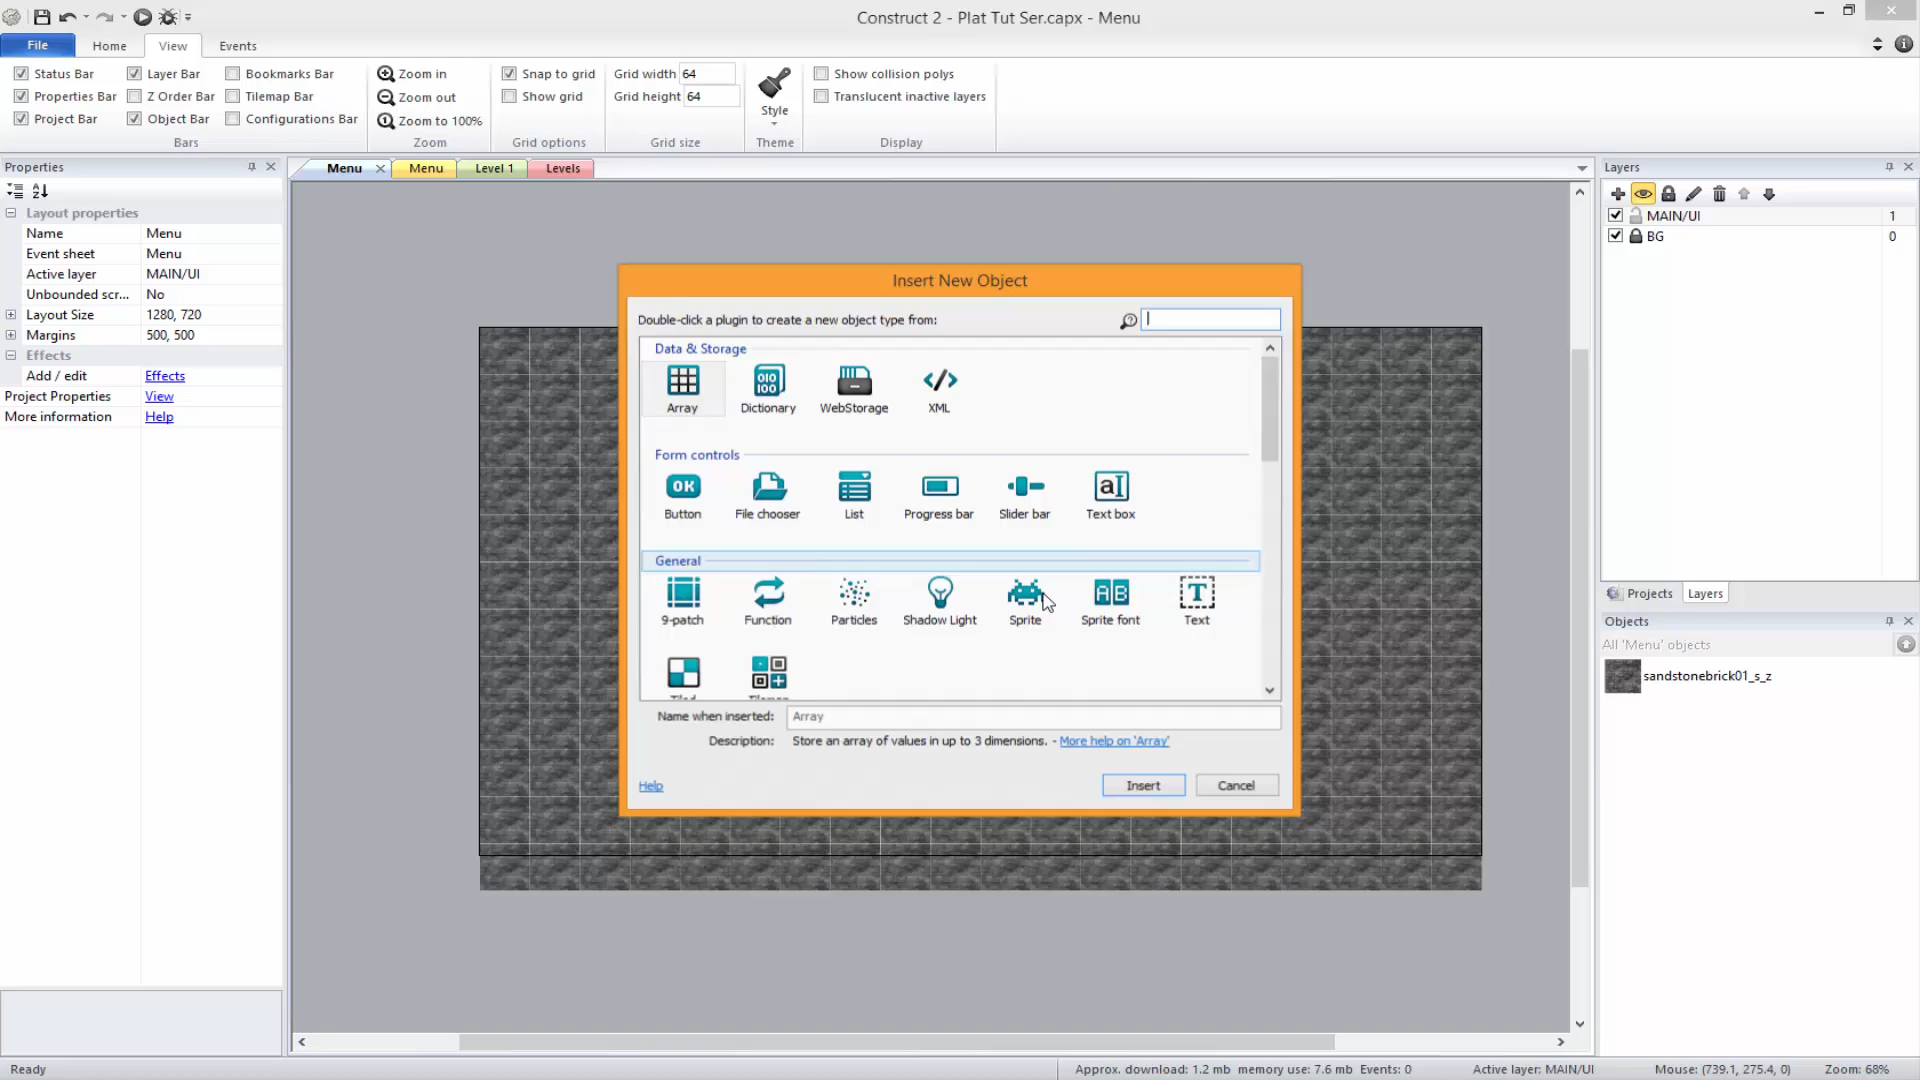 Construct 2 - Plat Tut Ser.capx - Menu
File Home View Events
Status Bar Layer Bar Bookmarks Bar Zoom in Snap to grid Grid width 64 Show collision polys
Properties Bar Z Order Bar Tilemap Bar Zoom out Show grid Grid height 64 Translucent inactive layers
Project Bar Object Bar Configurations Bar Zoom to 100% Style
Bars Zoom Grid options Grid size Theme Display
Properties
Menu Menu Level 1 Levels
Layers
Layout properties
Name Menu
Event sheet Menu
Active layer MAIN/UI
Unbounded scr... No
Layout Size 1280, 720
Margins 500, 500
Effects
Add / edit Effects
Project Properties View
More information Help
MAIN/UI 1
BG 0
Insert New Object
Double-click a plugin to create a new object type from:
Data & Storage
Array Dictionary WebStorage XML
Form controls
OK
010
100
aI
Button File chooser List Progress bar Slider bar Text box
General
AB
T
9-patch Function Particles Shadow Light Sprite Sprite font Text
Name when inserted: Array
Description: Store an array of values in up to 3 dimensions. - More help on 'Array'
Help Insert Cancel
Projects Layers
Objects
All 'Menu' objects
sandstonebrick01_s_z
Ready Approx. download: 1.2 mb memory use: 7.6 mb Events: 0 Active layer: MAIN/UI Mouse: (739.1, 275.4, 0) Zoom: 68%